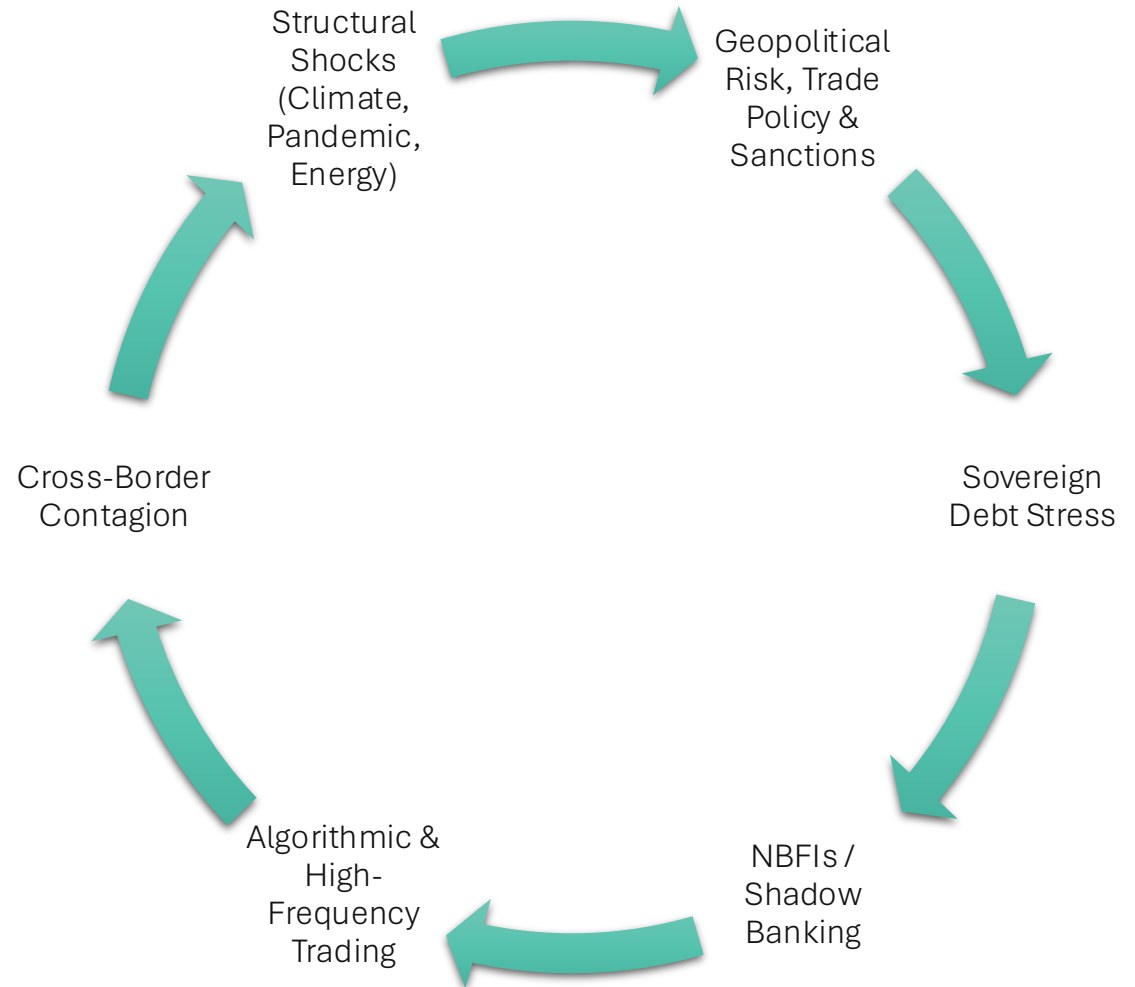 Structural
Shocks
(Climate,
Pandemic,
Energy)
Geopolitical
Risk, Trade
Policy &
Sanctions
Sovereign
Debt Stress
NBFIs /
Shadow
Banking
Algorithmic &
High-
Frequency
Trading
Cross-Border
Contagion